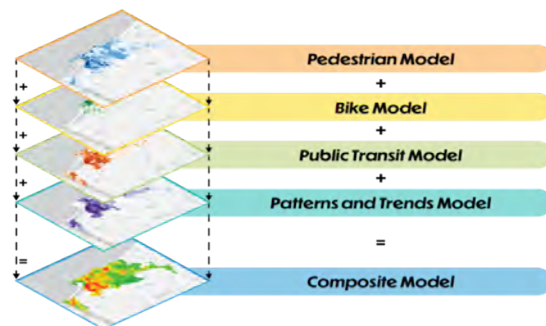 Pedestrian Model
+ +
Bike Model
+ +
Public Transit Model
+ +
Patterns and Trends Model
= =
Composite Model